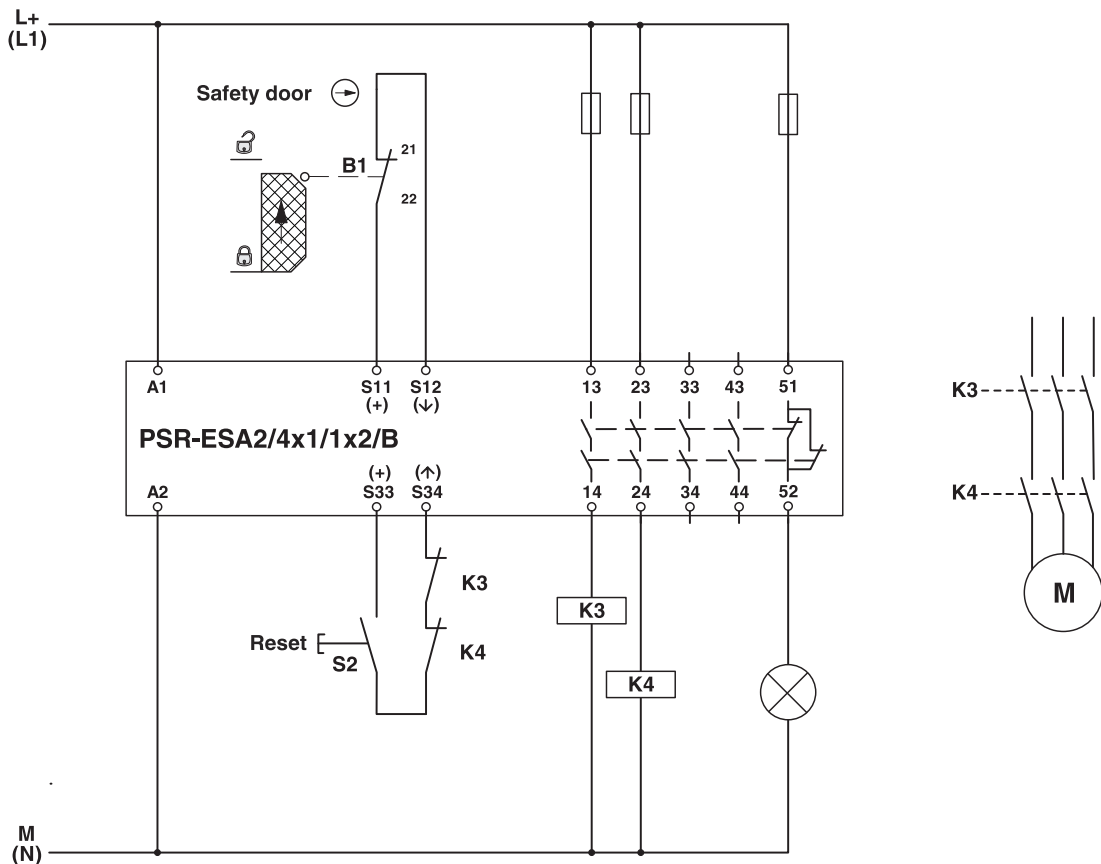 L+
(L1)
Safety door
B1
21
22
A1
S11
(+)
S12
(↓)
13
23
33
43
51
PSR-ESA2/4x1/1x2/B
A2
(+)
S33
(↑)
S34
14
24
34
44
52
K3
K4
Reset
S2
K3
K4
K3
K4
M
M
(N)